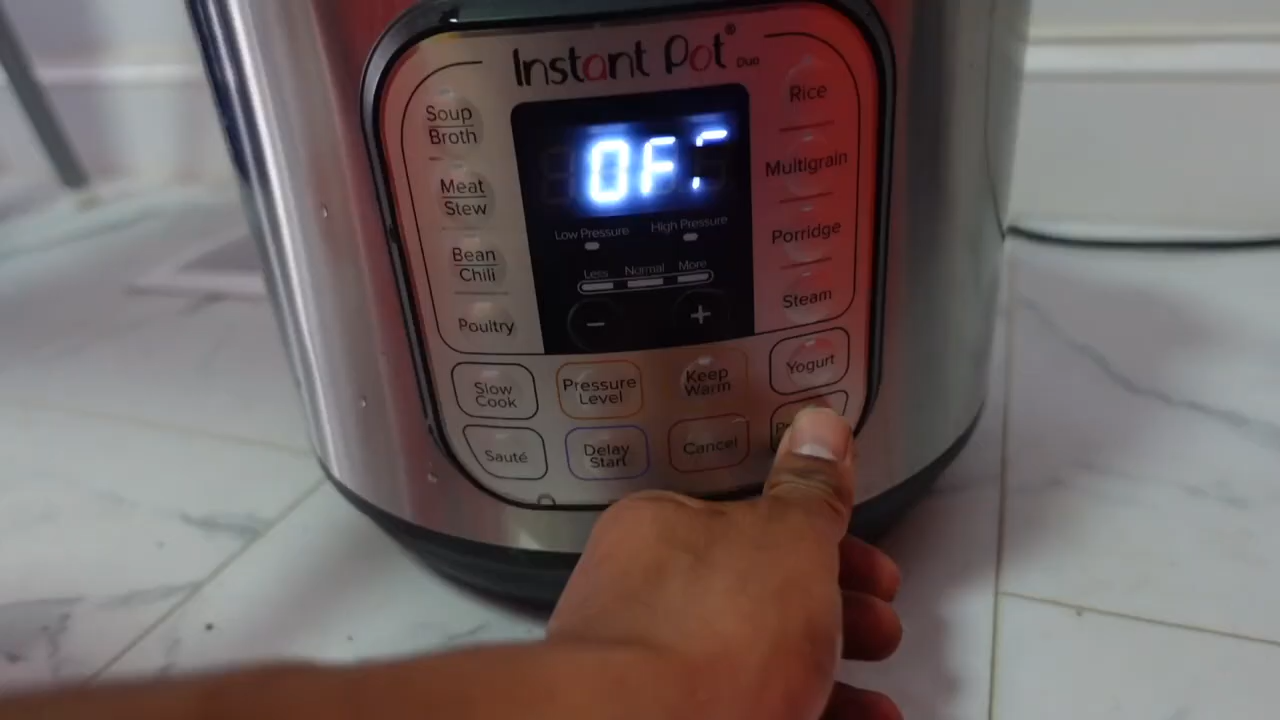 Instant Pot® Duo
OFF
Soup
Broth
Meat
Stew
Bean
Chili
Poultry
Low Pressure
High Pressure
Less
Normal
More
−
+
Rice
Multigrain
Porridge
Steam
Slow
Cook
Pressure
Level
Keep
Warm
Yogurt
Sauté
Delay
Start
Cancel